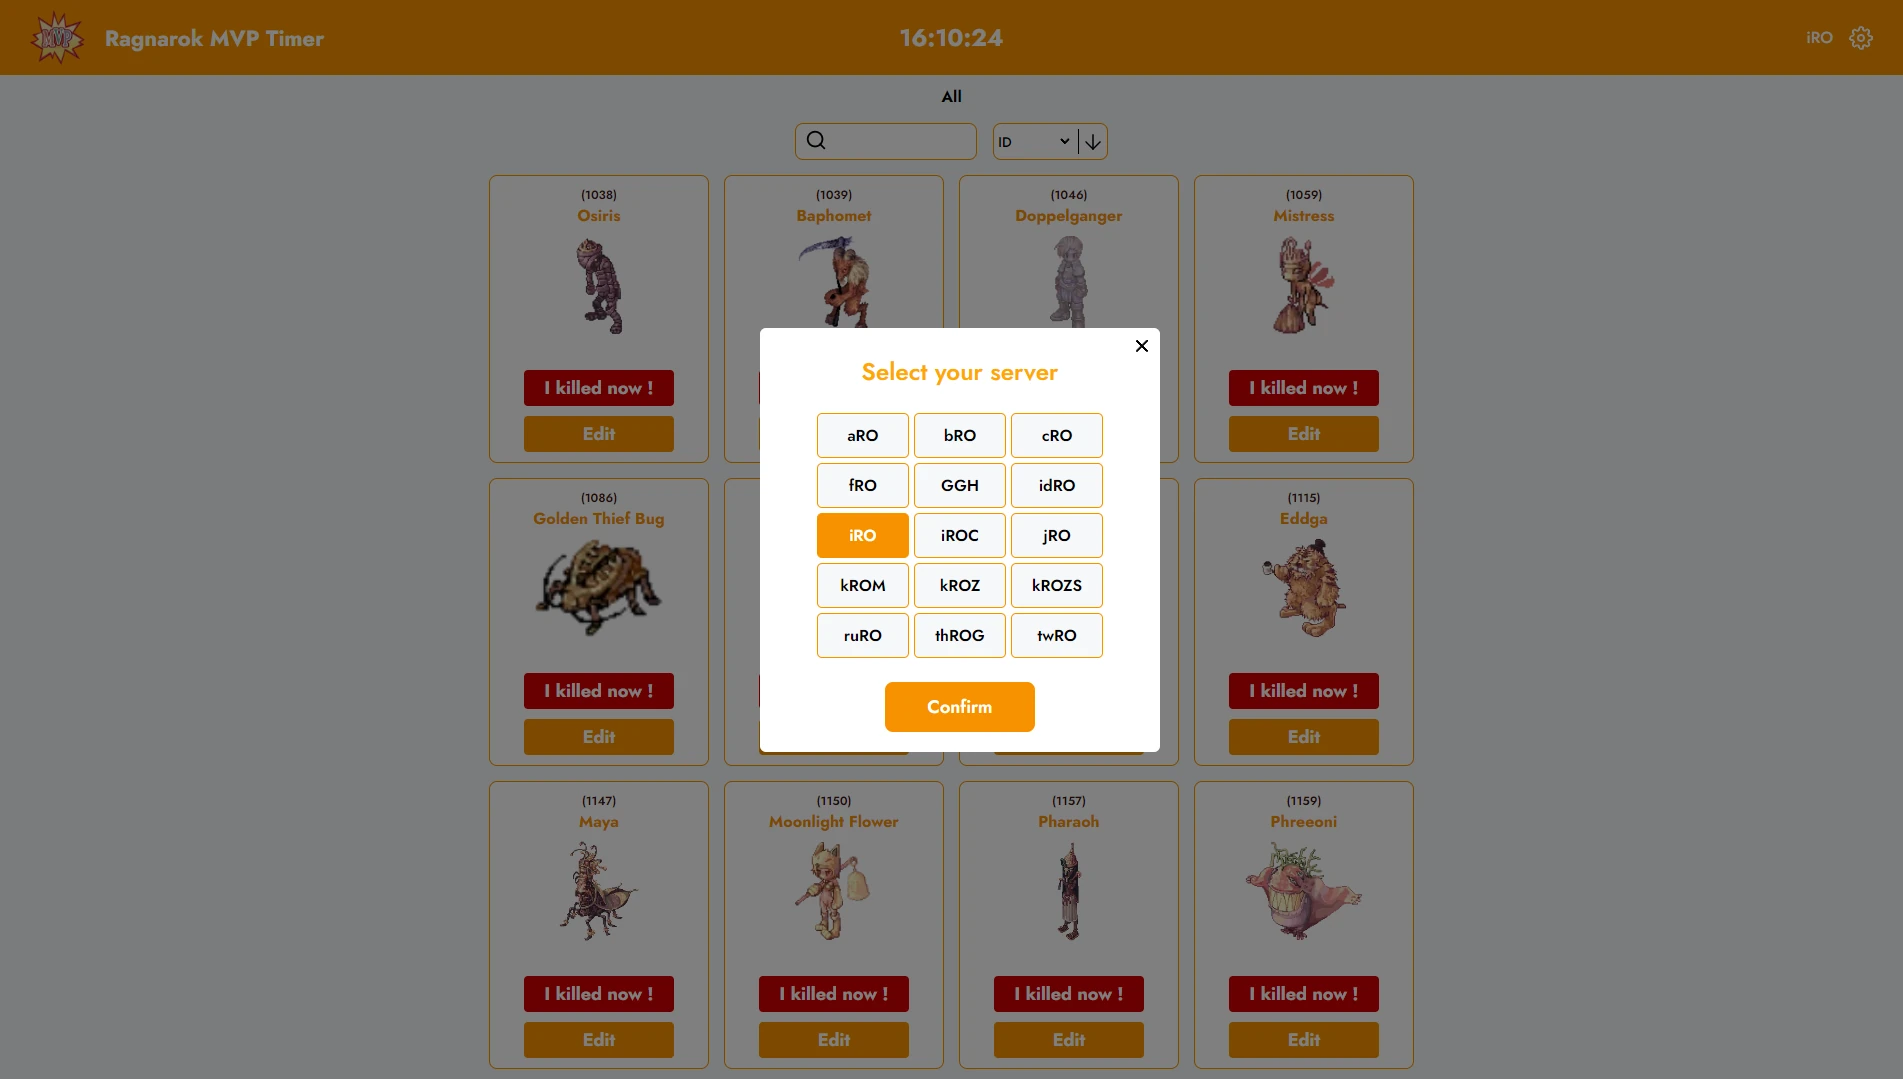 MVP
Ragnarok MVP Timer
16:10:24
iRO
All
ID
(1038)
Osiris
I killed now !
Edit
(1039)
Baphomet
(1046)
Doppelganger
(1059)
Mistress
I killed now !
Edit
Select your server
aRO bRO cRO
fRO GGH idRO
iRO iROC jRO
kROM kROZ kROZS
ruRO thROG twRO
Confirm
(1086)
Golden Thief Bug
I killed now !
Edit
(1115)
Eddga
I killed now !
Edit
(1147)
Maya
I killed now !
Edit
(1150)
Moonlight Flower
I killed now !
Edit
(1157)
Pharaoh
I killed now !
Edit
(1159)
Phreeoni
I killed now !
Edit